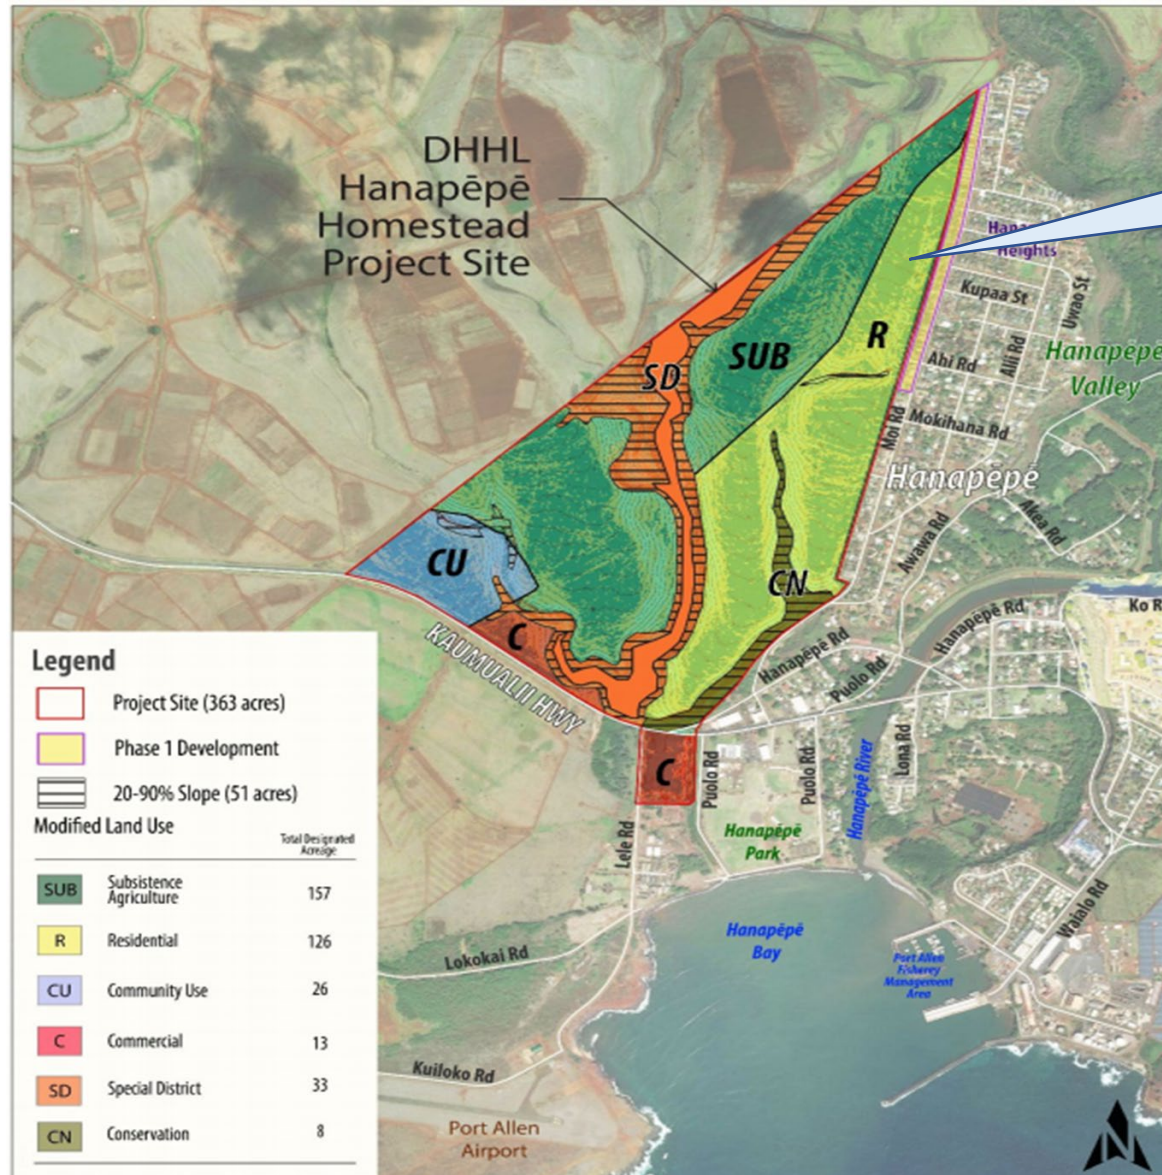 DHHL
Hanapēpē
Homestead
Project Site
Heights
Kupaa St
Uwao St
Hanapēpē
Valley
Ahi Rd
Alii Rd
SUB
R
SD
Moi Rd
Mokihana Rd
Hanapēpē
Awawa Rd
Akea Rd
CU
CN
C
KAUMUALII HWY
Hanapēpē Rd
Hanapēpē Rd
Ko R
Puolo Rd
C
Puolo Rd
Puolo Rd
Hanapēpē River
Lona Rd
Lele Rd
Hanapēpē
Park
Waialo Rd
Lokokai Rd
Hanapēpē
Bay
Port Allen
Fisherey
Management
Area
Kuiloko Rd
Port Allen
Airport
Legend
Project Site (363 acres)
Phase 1 Development
20-90% Slope (51 acres)
Modified Land Use
Total Designated
Acreage
SUB Subsistence
Agriculture 157
R Residential 126
CU Community Use 26
C Commercial 13
SD Special District 33
CN Conservation 8
N